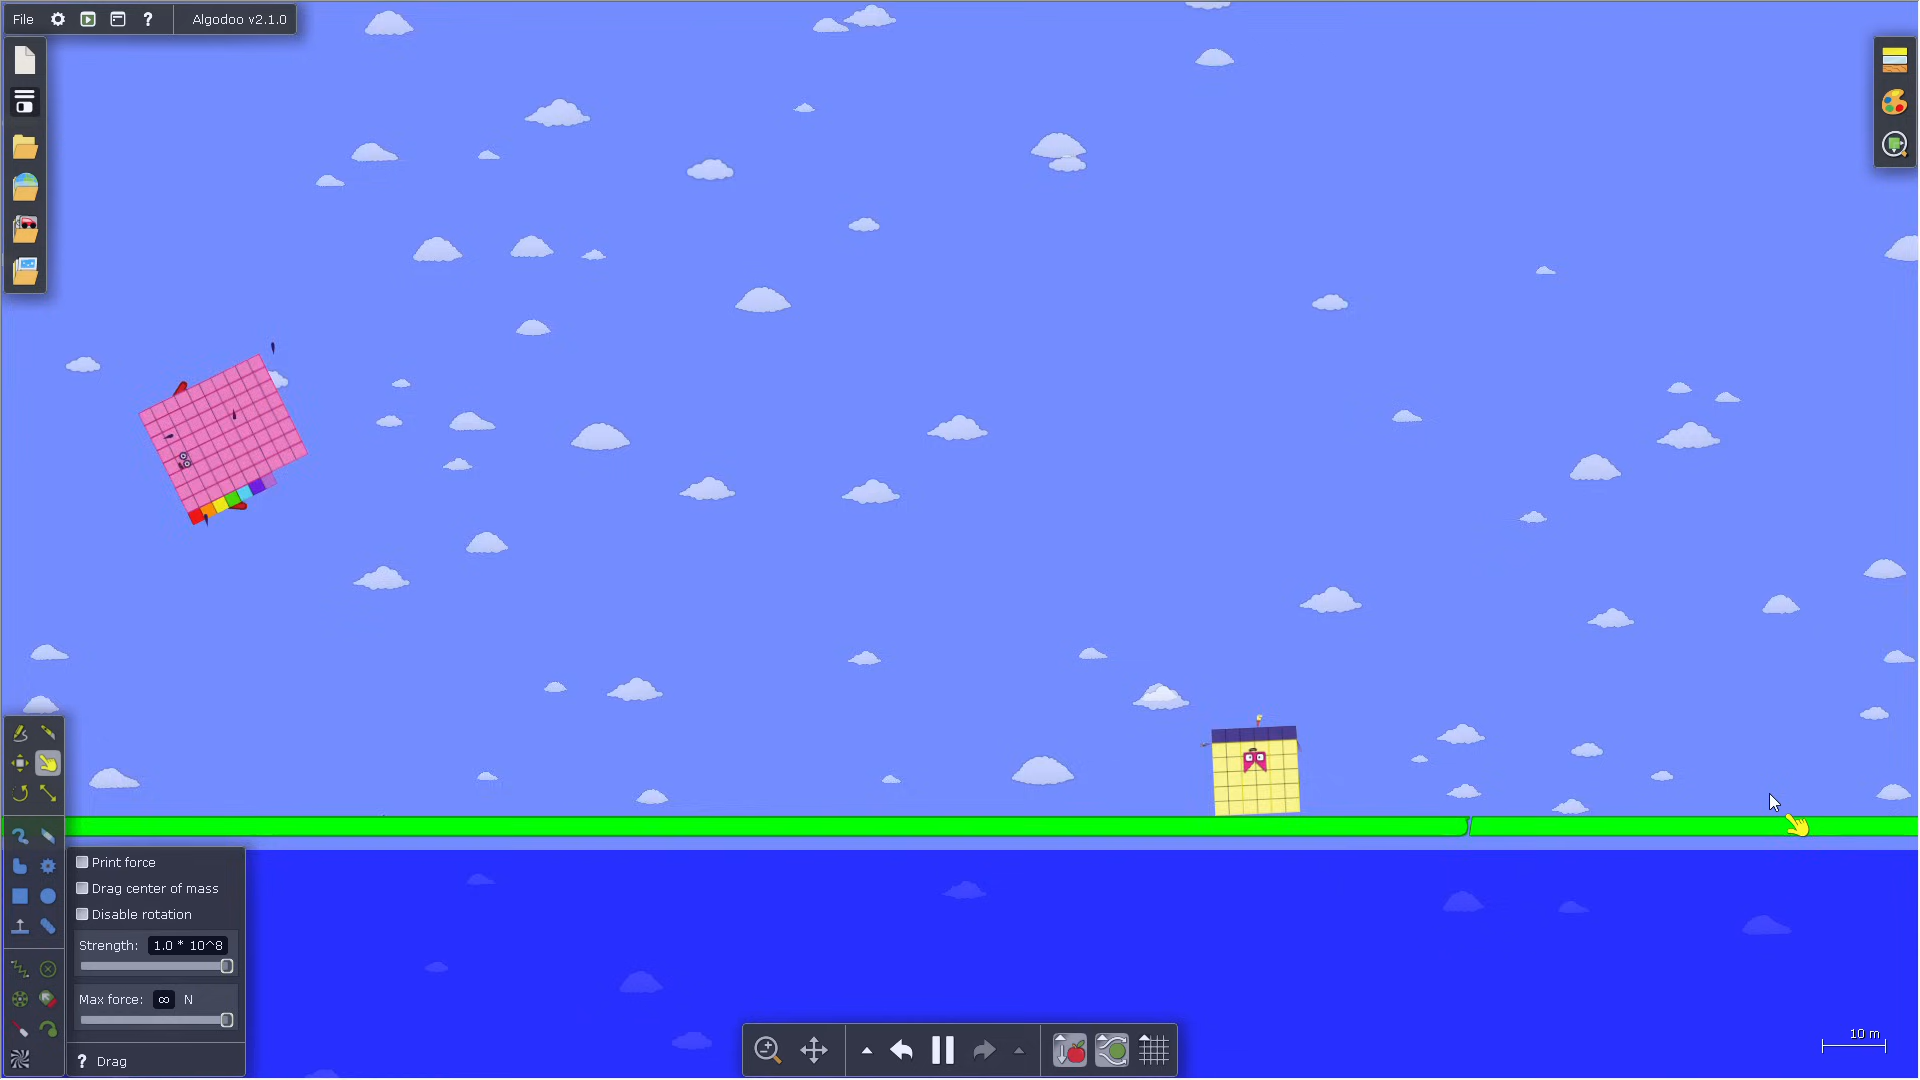 File ? Algodoo v2.1.0
Print force
Drag center of mass
Disable rotation
Strength: 1.0 * 10^8
Max force: ∞ N
? Drag
10 m